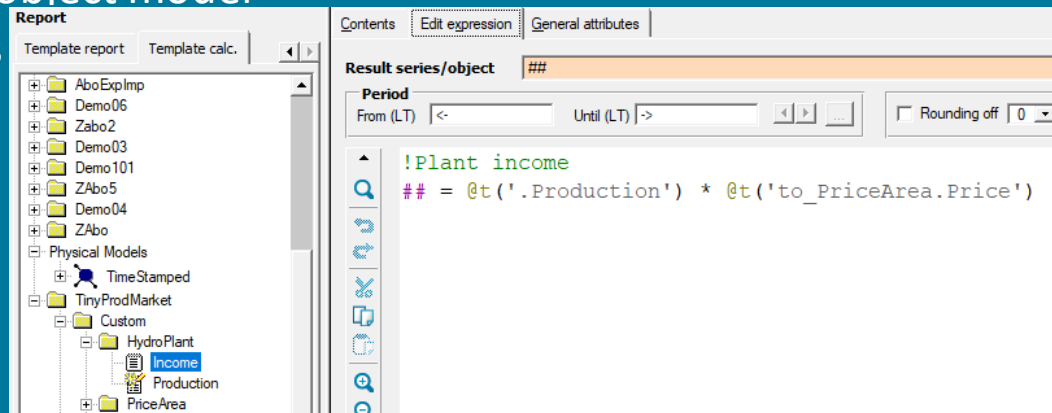 object model
Report
Template report Template calc.
AboExpImp
Demo06
Zabo2
Demo03
Demo101
ZAbo5
Demo04
ZAbo
Physical Models
TimeStamped
TinyProdMarket
Custom
HydroPlant
Income
Production
PriceArea
Contents Edit expression General attributes
Result series/object ##
Period
From (LT) <- Until (LT) -> ... Rounding off 0
!Plant income
## = @t('.Production') * @t('to_PriceArea.Price')